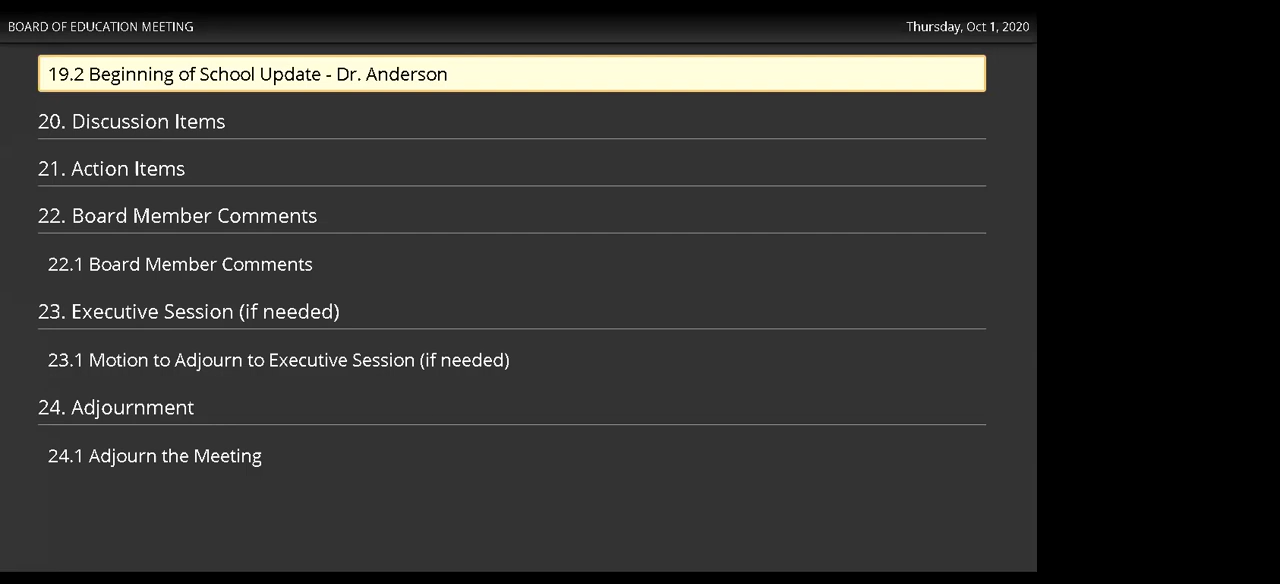 BOARD OF EDUCATION MEETING
Thursday, Oct 1, 2020
19.2 Beginning of School Update - Dr. Anderson
20. Discussion Items
21. Action Items
22. Board Member Comments
22.1 Board Member Comments
23. Executive Session (if needed)
23.1 Motion to Adjourn to Executive Session (if needed)
24. Adjournment
24.1 Adjourn the Meeting